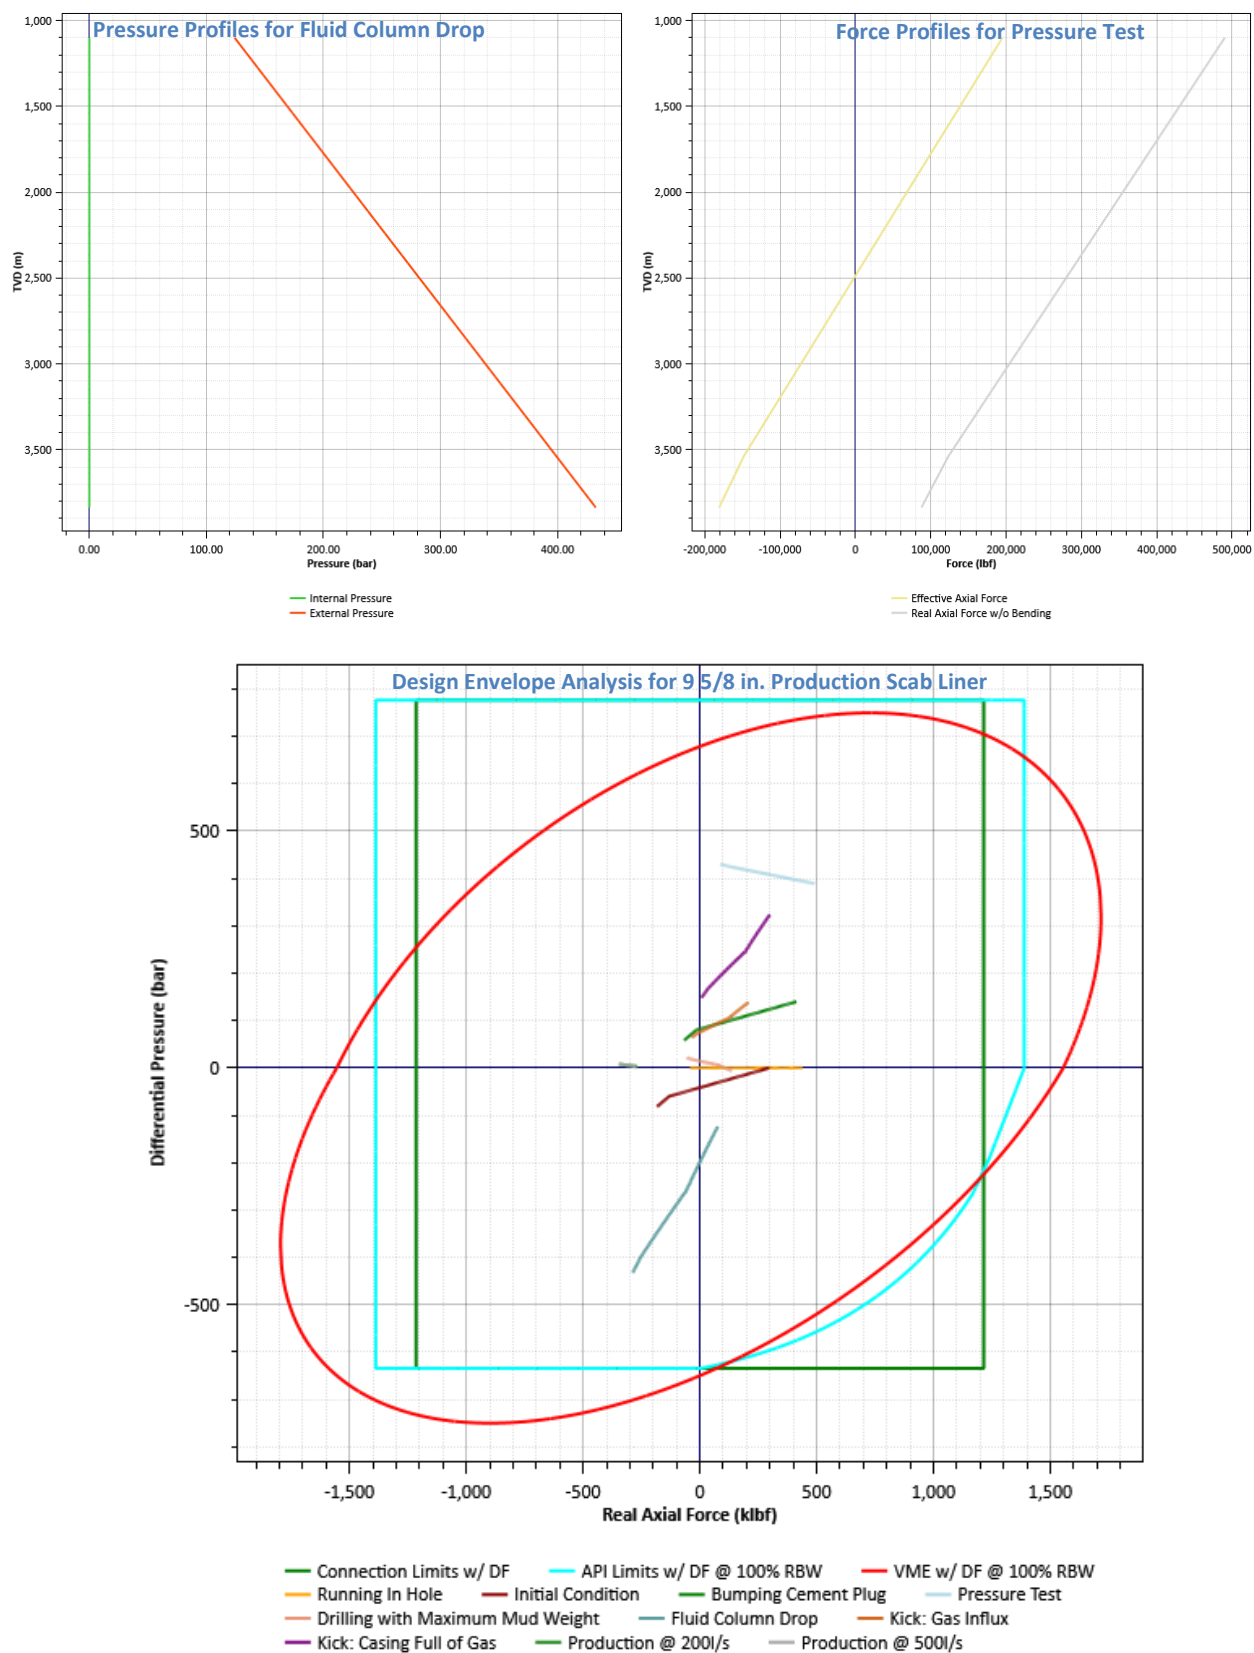 Pressure Profiles for Fluid Column Drop
1,000
1,500
2,000
2,500
3,000
3,500
TVD (m)
0.00
100.00
200.00
300.00
400.00
Pressure (bar)
Internal Pressure
External Pressure
Force Profiles for Pressure Test
1,000
1,500
2,000
2,500
3,000
3,500
TVD (m)
-200,000
-100,000
0
100,000
200,000
300,000
400,000
500,000
Force (lbf)
Effective Axial Force
Real Axial Force w/o Bending
Design Envelope Analysis for 9 5/8 in. Production Scab Liner
500
0
-500
Differential Pressure (bar)
-1,500
-1,000
-500
0
500
1,000
1,500
Real Axial Force (klbf)
Connection Limits w/ DF API Limits w/ DF @ 100% RBW VME w/ DF @ 100% RBW
Running In Hole Initial Condition Bumping Cement Plug Pressure Test
Drilling with Maximum Mud Weight Fluid Column Drop Kick: Gas Influx
Kick: Casing Full of Gas Production @ 200l/s Production @ 500l/s